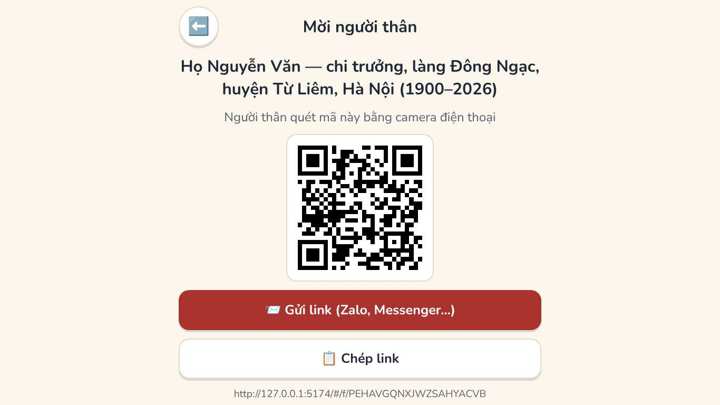 Mời người thân
Họ Nguyễn Văn — chi trưởng, làng Đông Ngạc,
huyện Từ Liêm, Hà Nội (1900–2026)
Người thân quét mã này bằng camera điện thoại
Gửi link (Zalo, Messenger...)
Chép link
http://127.0.0.1:5174/#/f/PEHAVGQNXJWZSAHYACVB